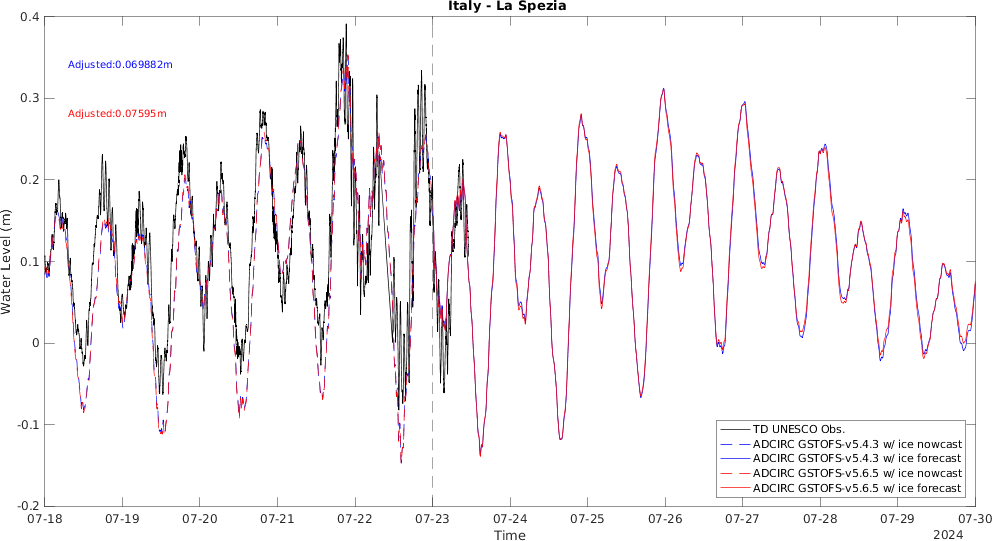 Italy - La Spezia
Adjusted:0.069882m
Adjusted:0.07595m
Water Level (m)
0.4
0.3
0.2
0.1
0
-0.1
-0.2
TD UNESCO Obs.
ADCIRC GSTOFS-v5.4.3 w/ ice nowcast
ADCIRC GSTOFS-v5.4.3 w/ ice forecast
ADCIRC GSTOFS-v5.6.5 w/ ice nowcast
ADCIRC GSTOFS-v5.6.5 w/ ice forecast
07-18 07-19 07-20 07-21 07-22 07-23 07-24 07-25 07-26 07-27 07-28 07-29 07-30
Time
2024